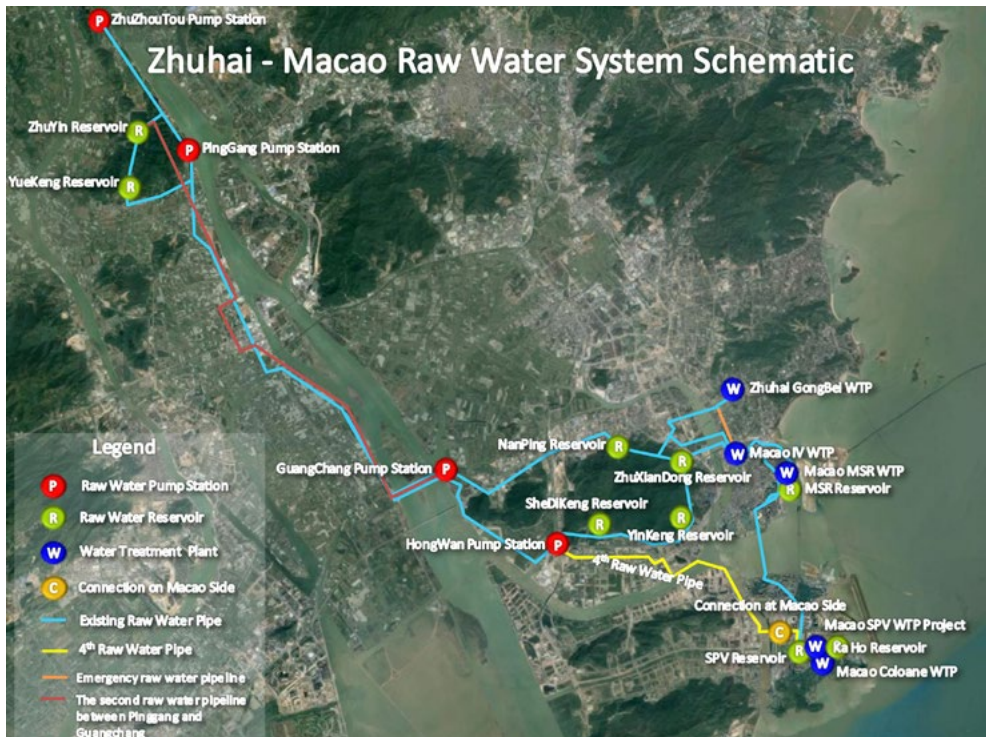 P ZhuZhouTou Pump Station
Zhuhai - Macao Raw Water System Schematic
ZhuYin Reservoir R
P PingGang Pump Station
YueKeng Reservoir R
W Zhuhai GongBei WTP
NanPing Reservoir R
W Macao IV WTP
GuangChang Pump Station P
R
ZhuXianDong Reservoir
W Macao MSR WTP
R MSR Reservoir
SheDiKeng Reservoir
R
R
YinKeng Reservoir
HongWan Pump Station P
4th Raw Water Pipe
Connection at Macao Side
C
Macao SPV WTP Project
W R Ka Ho Reservoir
SPV Reservoir R
W Macao Coloane WTP
Legend
P Raw Water Pump Station
R Raw Water Reservoir
W Water Treatment Plant
C Connection on Macao Side
Existing Raw Water Pipe
4th Raw Water Pipe
Emergency raw water pipeline
The second raw water pipeline
between Pinggang and
Guangchang